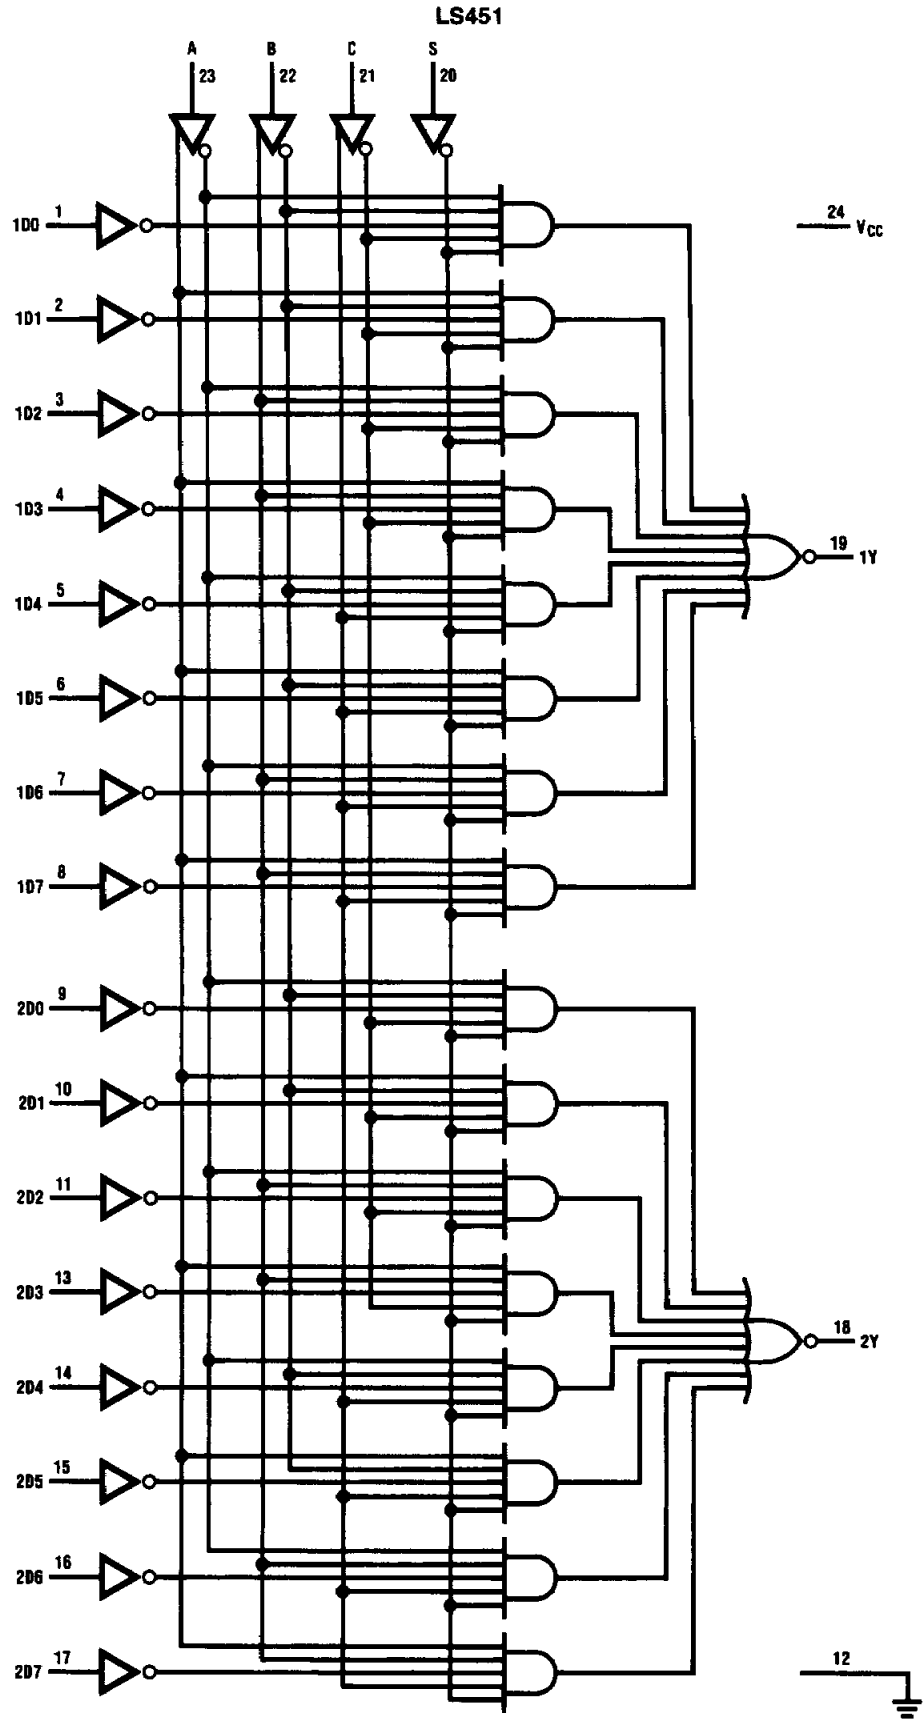 LS451
A B C S
23 22 21 20
1D0 1
24 VCC
1D1 2
1D2 3
1D3 4
19 1Y
1D4 5
1D5 6
1D6 7
1D7 8
2D0 9
2D1 10
2D2 11
2D3 13
18 2Y
2D4 14
2D5 15
2D6 16
2D7 17
12